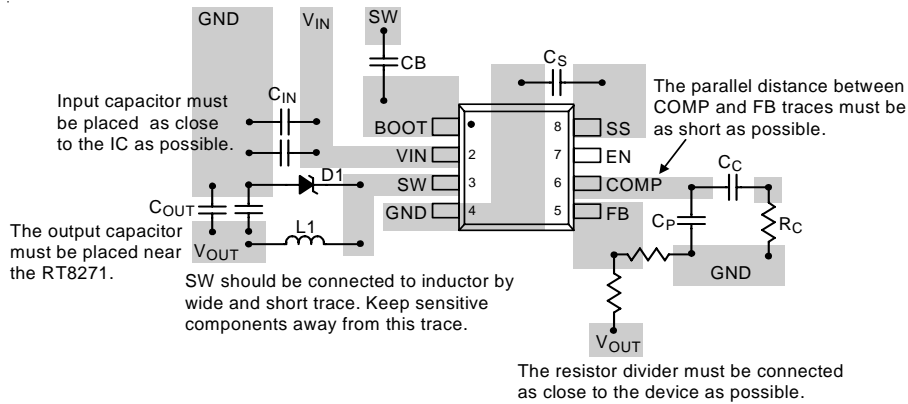 GND
VIN
SW
CB
CS
The parallel distance between
COMP and FB traces must be
as short as possible.
Input capacitor must
be placed as close
to the IC as possible.
CIN
BOOT
VIN
SW
GND
2
3
4
8
7
6
5
SS
EN
COMP
FB
CC
CP
RC
GND
D1
L1
COUT
VOUT
The output capacitor
must be placed near
the RT8271.
SW should be connected to inductor by
wide and short trace. Keep sensitive
components away from this trace.
VOUT
The resistor divider must be connected
as close to the device as possible.